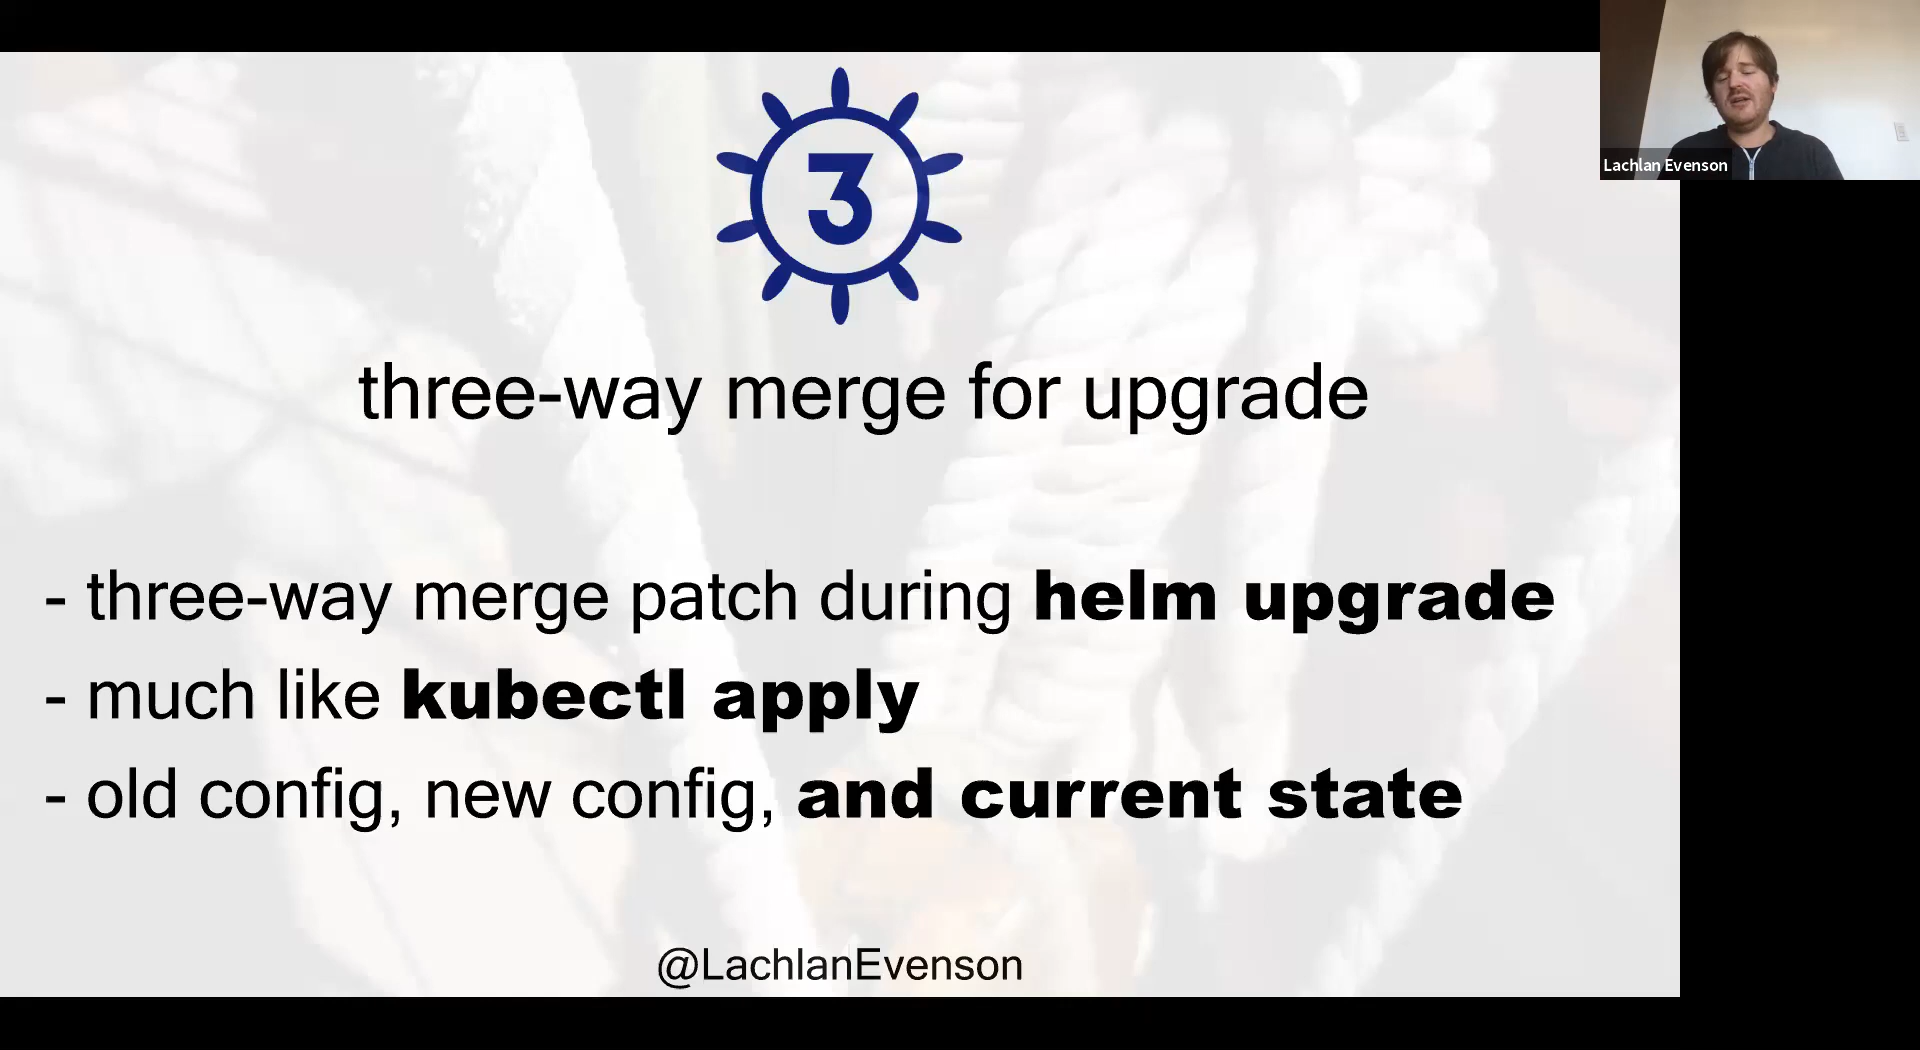 3
three-way merge for upgrade
- three-way merge patch during helm upgrade
- much like kubectl apply
- old config, new config, and current state
@LachlanEvenson
Lachlan Evenson